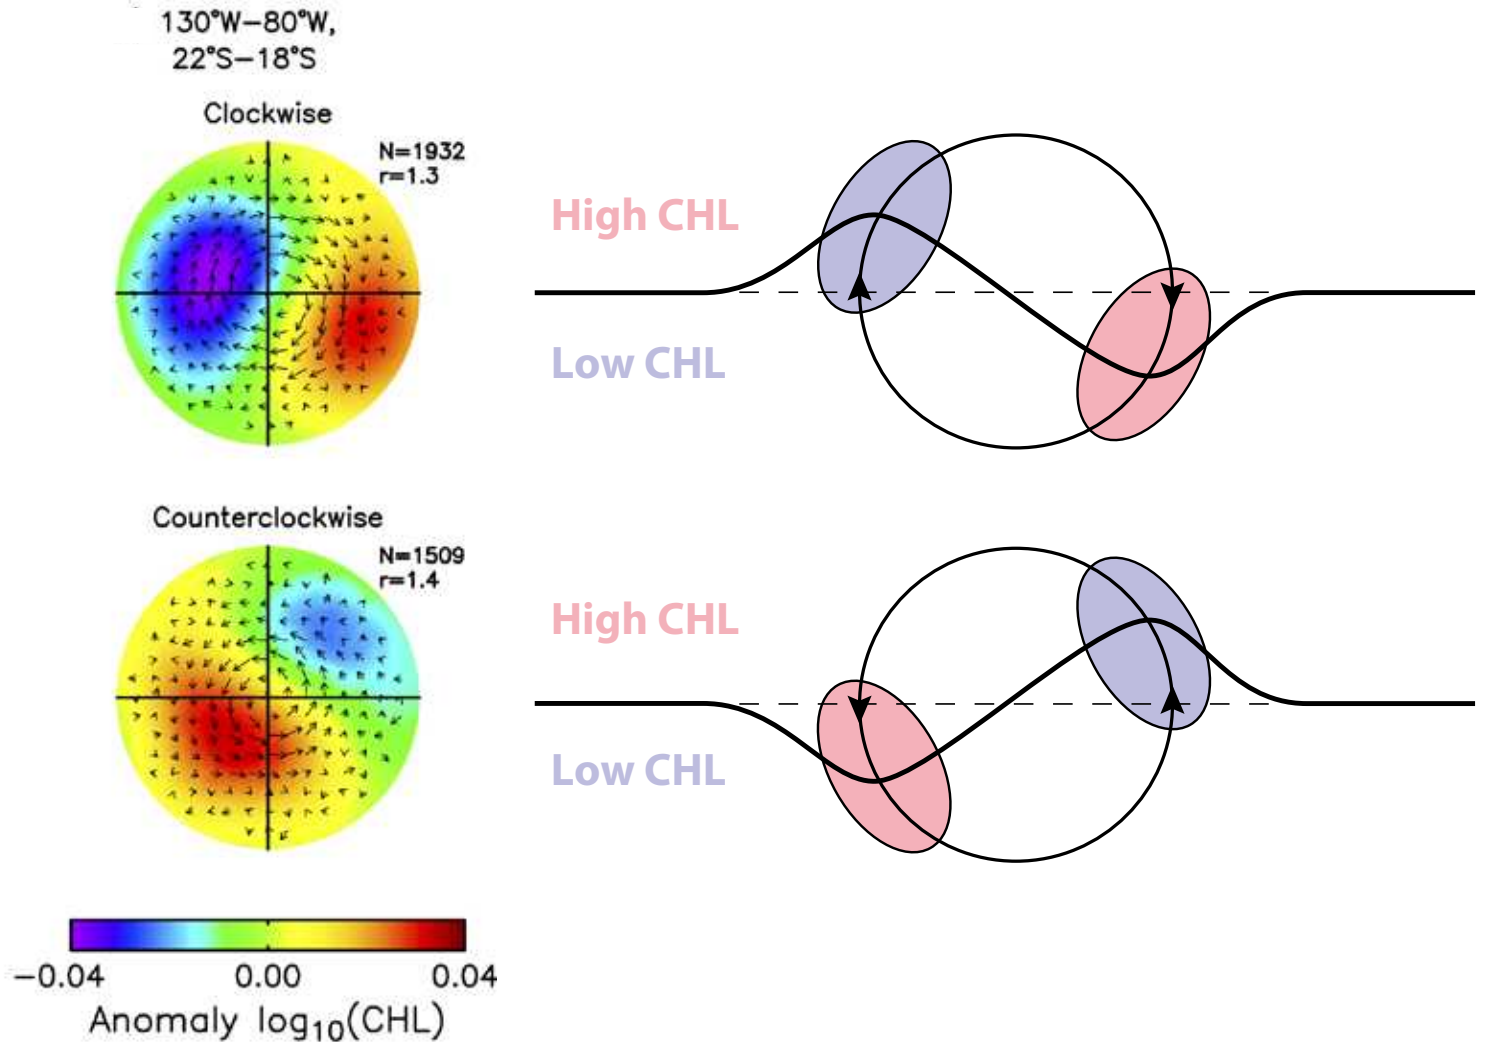 130°W−80°W,
22°S−18°S
Clockwise
N=1932
r=1.3
High CHL
Low CHL
Counterclockwise
N=1509
r=1.4
High CHL
Low CHL
−0.04 0.00 0.04
Anomaly log₁₀(CHL)